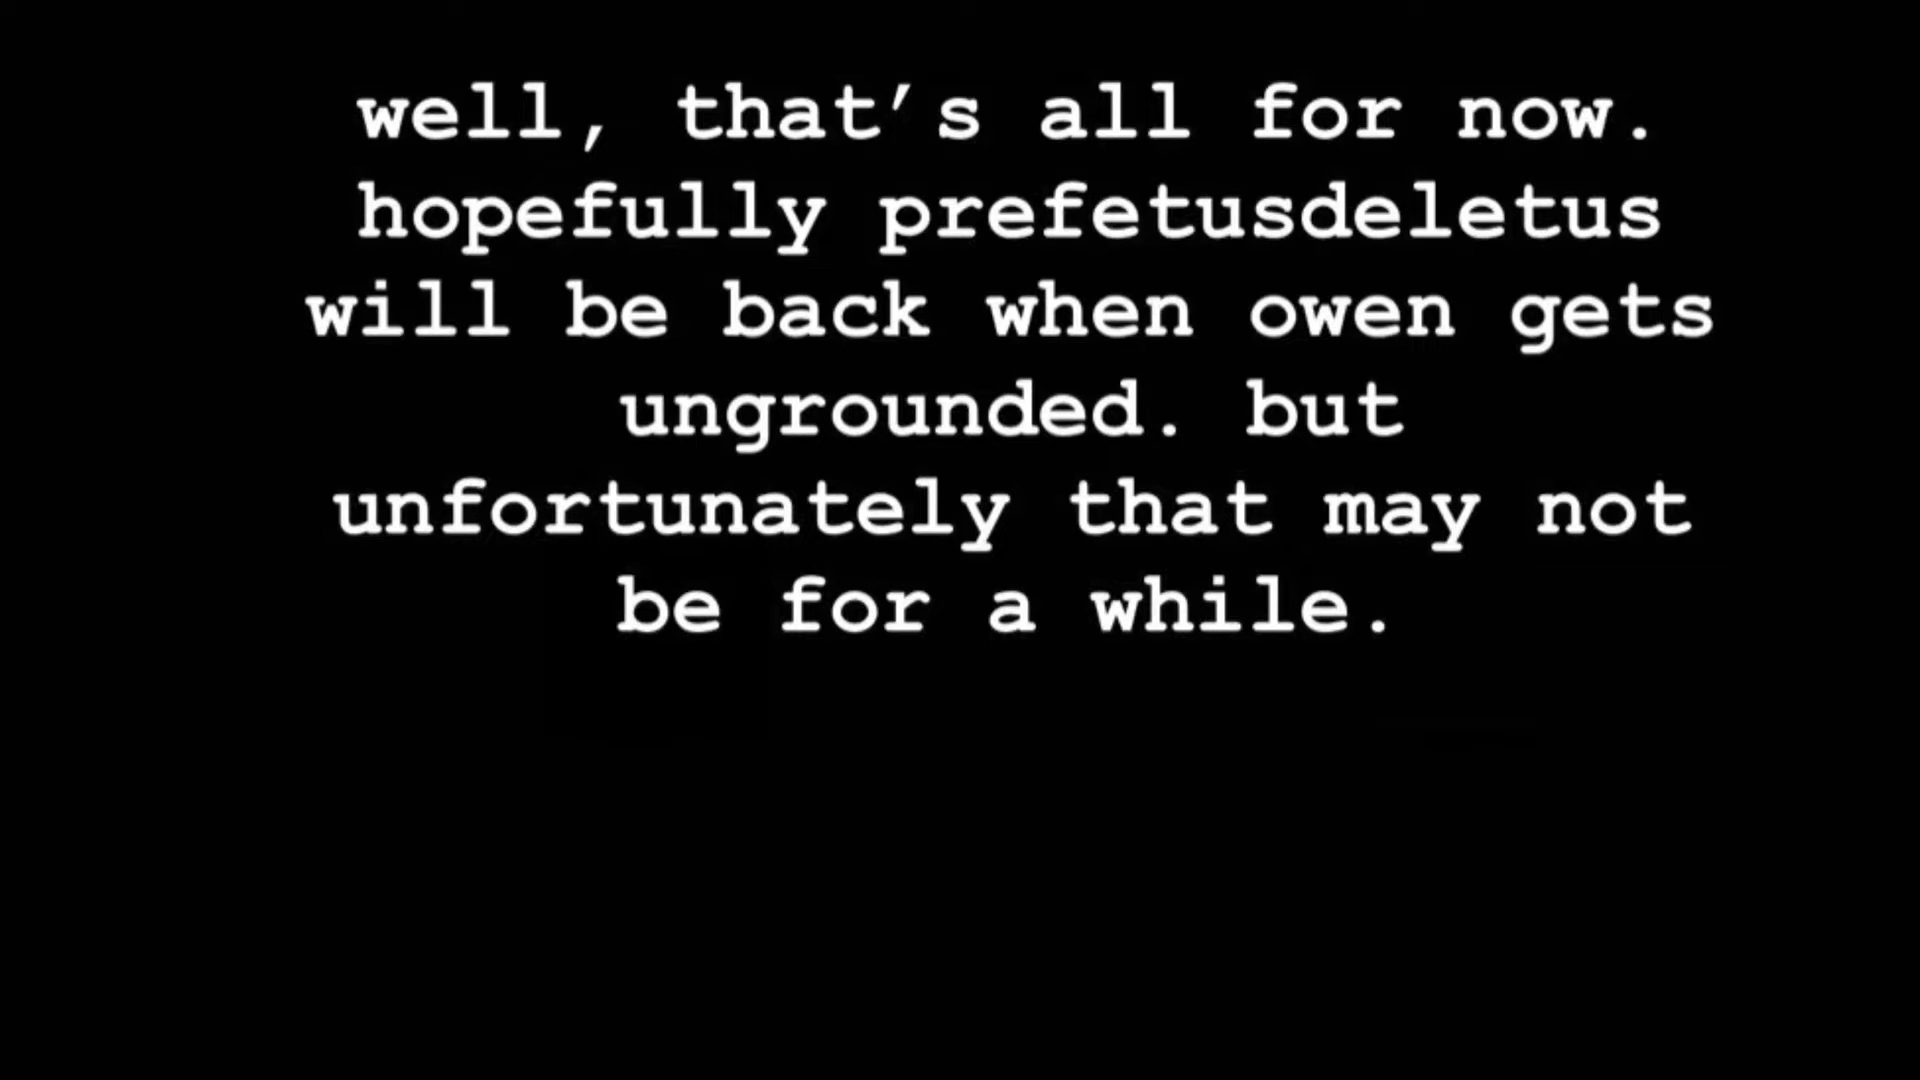 well, that’s all for now.
hopefully prefetusdeletus
will be back when owen gets
ungrounded. but
unfortunately that may not
be for a while.